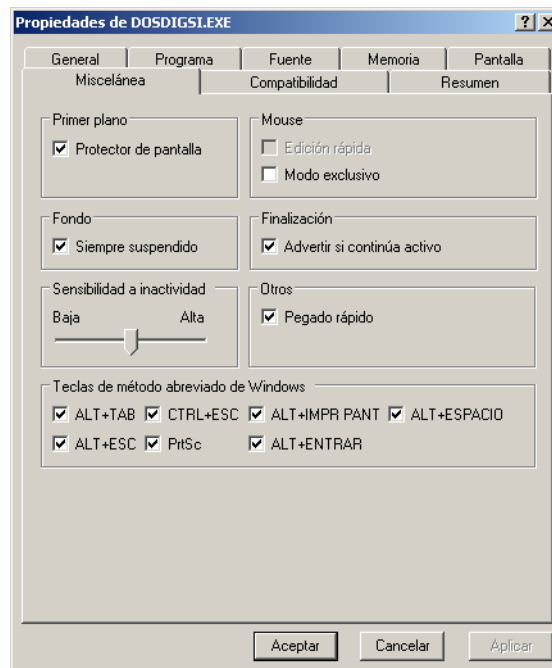 Propiedades de DOSDIGSI.EXE
General Programa Fuente Memoria Pantalla
Miscelánea Compatibilidad Resumen
Primer plano
Protector de pantalla
Mouse
Edición rápida
Modo exclusivo
Fondo
Siempre suspendido
Finalización
Advertir si continúa activo
Sensibilidad a inactividad
Baja Alta
Otros
Pegado rápido
Teclas de método abreviado de Windows
ALT+TAB CTRL+ESC ALT+IMPR PANT ALT+ESPACIO
ALT+ESC PrtSc ALT+ENTRAR
Aceptar Cancelar Aplicar